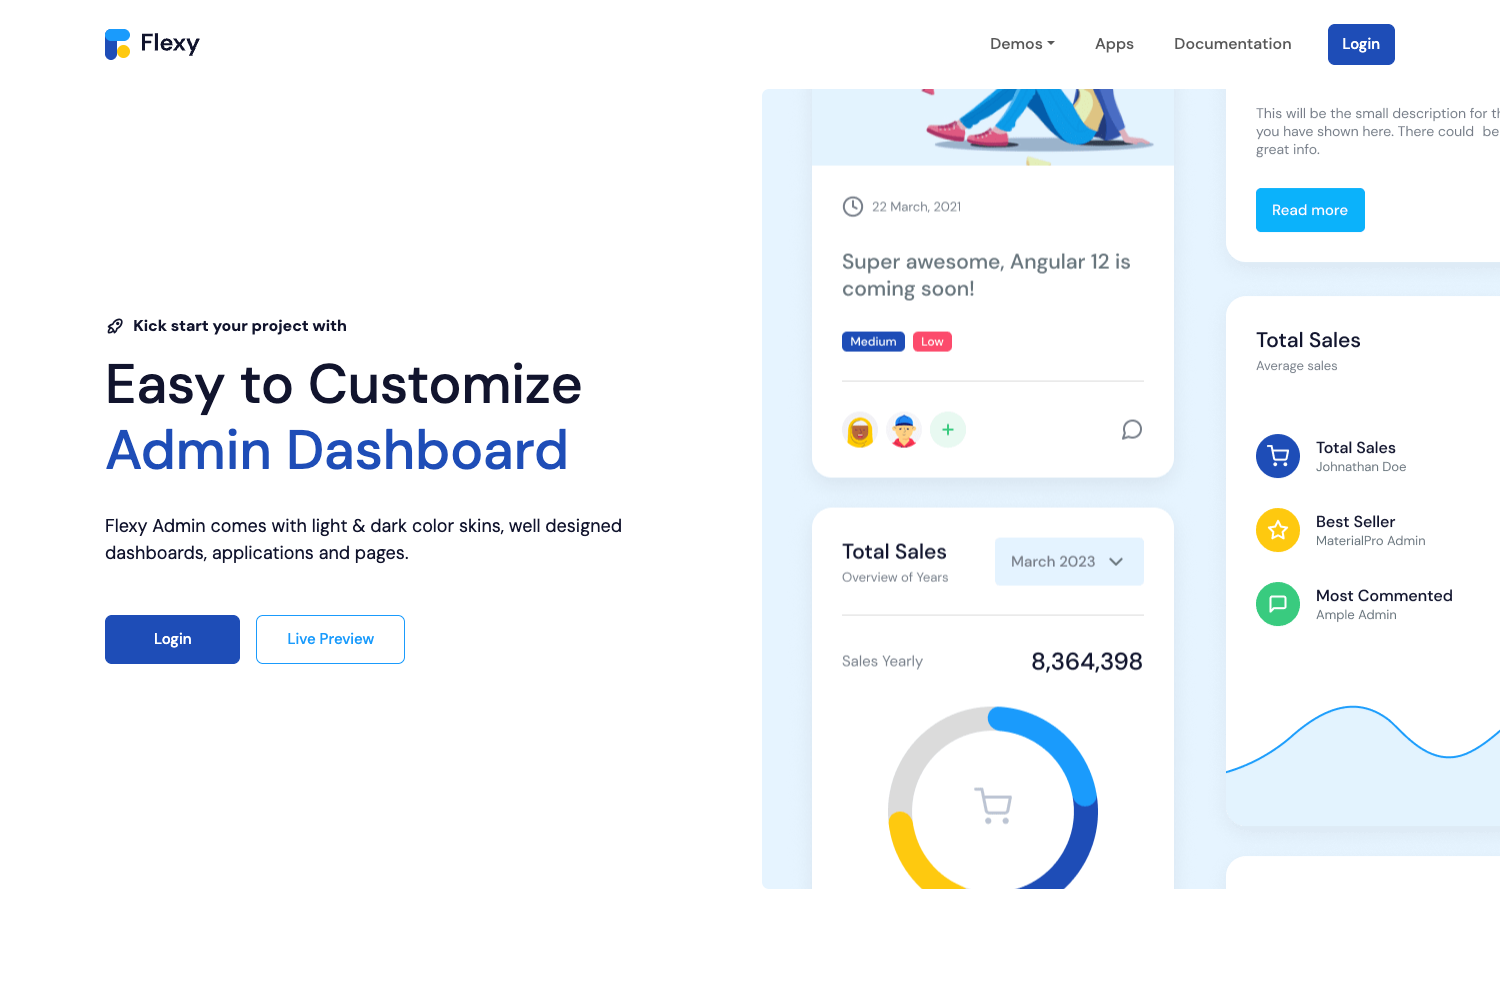 Flexy
Demos
Apps
Documentation
Login
Kick start your project with
Easy to Customize
Admin Dashboard
Flexy Admin comes with light & dark color skins, well designed
dashboards, applications and pages.
Login
Live Preview
22 March, 2021
Super awesome, Angular 12 is
coming soon!
Medium
Low
Total Sales
Overview of Years
March 2023
Sales Yearly
8,364,398
This will be the small description for
you have shown here. There could be
great info.
Read more
Total Sales
Average sales
Total Sales
Johnathan Doe
Best Seller
MaterialPro Admin
Most Commented
Ample Admin